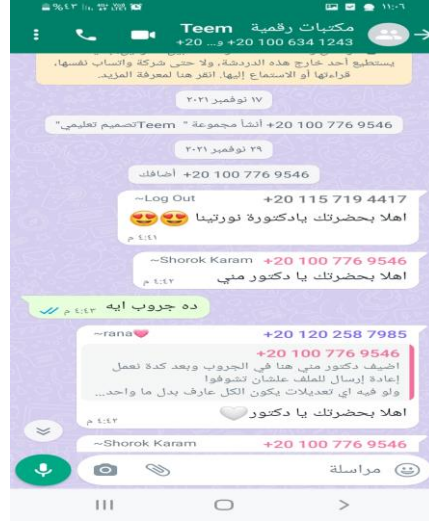 ١١:٠٦
مكتبات رقمية Teem
+20 100 634 1243 و... 20+
يستطيع أحد خارج هذه الدردشة، ولا حتى شركة واتساب نفسها،
قراءتها أو الاستماع إليها. انقر هنا لمعرفة المزيد.
١٧ نوفمبر ٢٠٢١
+20 100 776 9546 أنشأ مجموعة " Teemتصميم تعليمي"
٢٩ نوفمبر ٢٠٢١
+20 100 776 9546 أضافك
+20 115 719 4417 ~Log Out
اهلا بحضرتك يادكتورة نورتينا 😍😍
٤:٤١ م
+20 100 776 9546 ~Shorok Karam
اهلا بحضرتك يا دكتور مني
٤:٤٢ م
ده جروب ايه
٤:٤٢ م
+20 120 258 7985 ~rana❤
+20 100 776 9546
اضيف دكتور مني هنا في الجروب وبعد كدة نعمل
إعادة إرسال للملف علشان تشوفوا
ولو فيه اي تعديلات يكون الكل عارف بدل ما واحد...
اهلا بحضرتك يا دكتور🤍
٤:٤٢ م
+20 100 776 9546 ~Shorok Karam
مراسلة